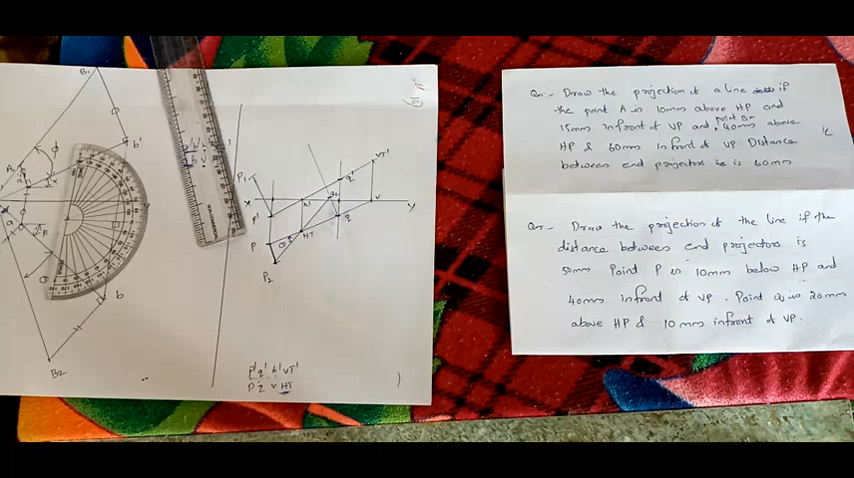 Qn:- Draw the projection of a line if
the point A is 10mm above HP and
15mm infront of VP and point B is 40mm above
HP & 60mm infront of VP. Distance
between end projectors is 60mm
Qn:- Draw the projection of the line if the
distance between end projectors is
50mm Point P is 10mm below HP and
40mm infront of VP. Point Q is 20mm
above HP & 10mm infront of VP.
B1
b'
b
B2
P1
p'
P
P2
X
h'
HT
q'
q
VT'
V
Y
p' q' h' VT'
p q v HT